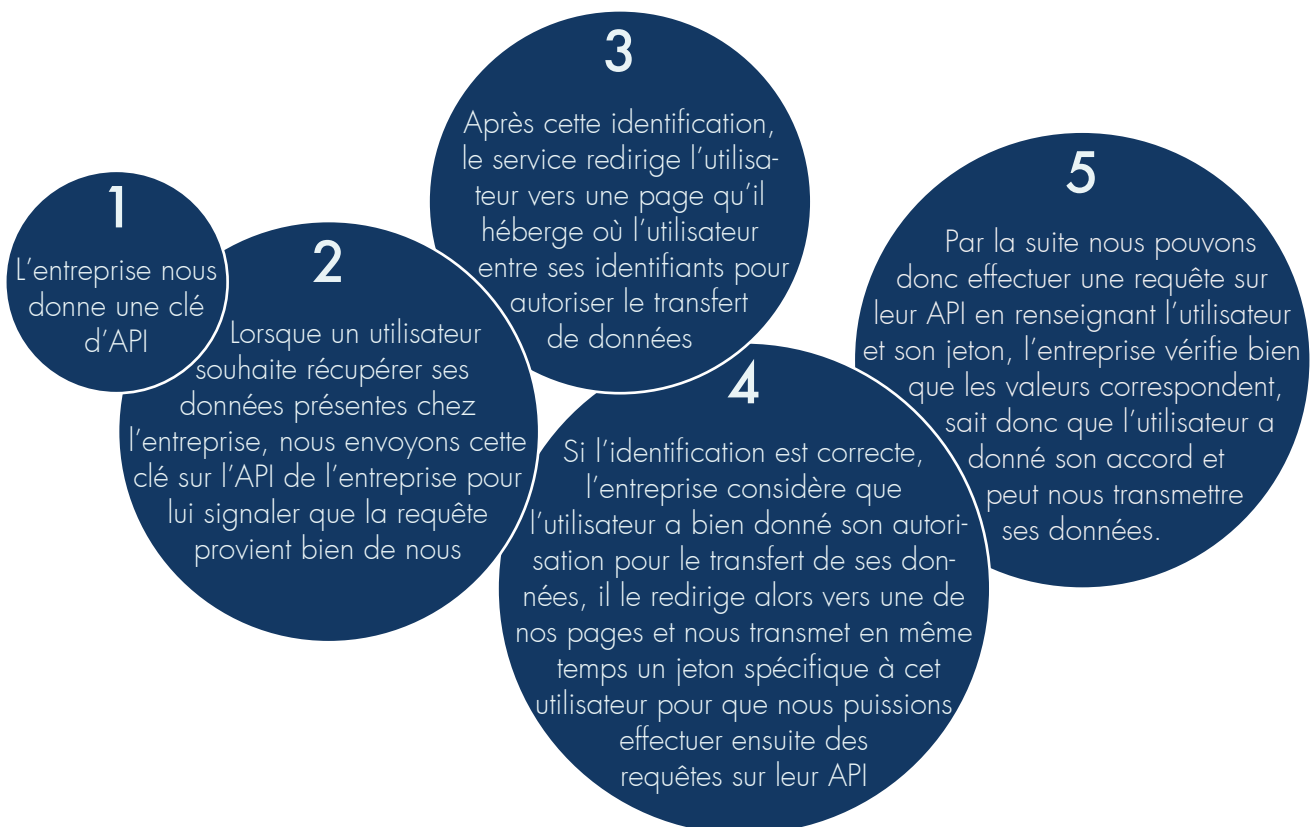 1
L'entreprise nous
donne une clé
d'API
2
Lorsque un utilisateur
souhaite récupérer ses
données présentes chez
l'entreprise, nous envoyons cette
clé sur l'API de l'entreprise pour
lui signaler que la requête
provient bien de nous
3
Après cette identification,
le service redirige l'utilisa-
teur vers une page qu'il
héberge où l'utilisateur
entre ses identifiants pour
autoriser le transfert
de données
4
Si l'identification est correcte,
l'entreprise considère que
l'utilisateur a bien donné son autori-
sation pour le transfert de ses don-
nées, il le redirige alors vers une de
nos pages et nous transmet en même
temps un jeton spécifique à cet
utilisateur pour que nous puissions
effectuer ensuite des
requêtes sur leur API
5
Par la suite nous pouvons
donc effectuer une requête sur
leur API en renseignant l'utilisateur
et son jeton, l'entreprise vérifie bien
que les valeurs correspondent,
sait donc que l'utilisateur a
donné son accord et
peut nous transmettre
ses données.